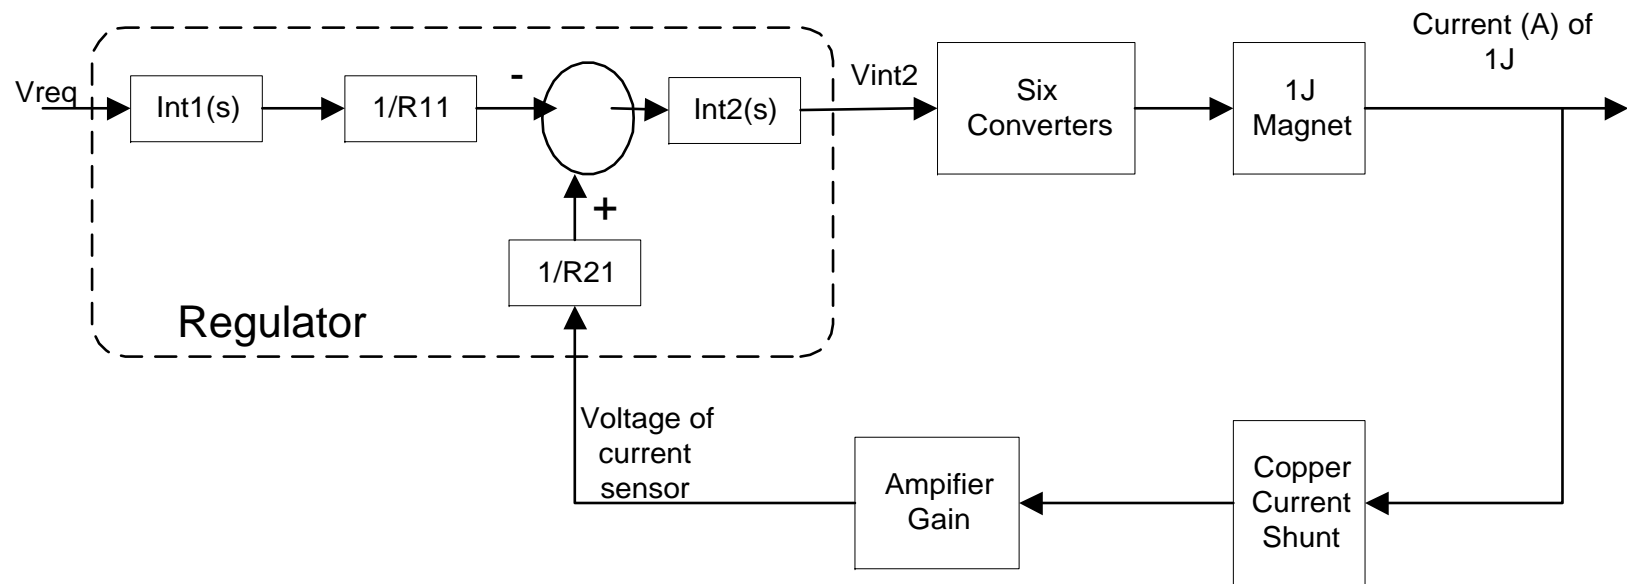 Current (A) of
1J
Vreq
Int1(s)
1/R11
-
Int2(s)
Vint2
Six
Converters
1J
Magnet
+
1/R21
Regulator
Voltage of
current
sensor
Ampifier
Gain
Copper
Current
Shunt